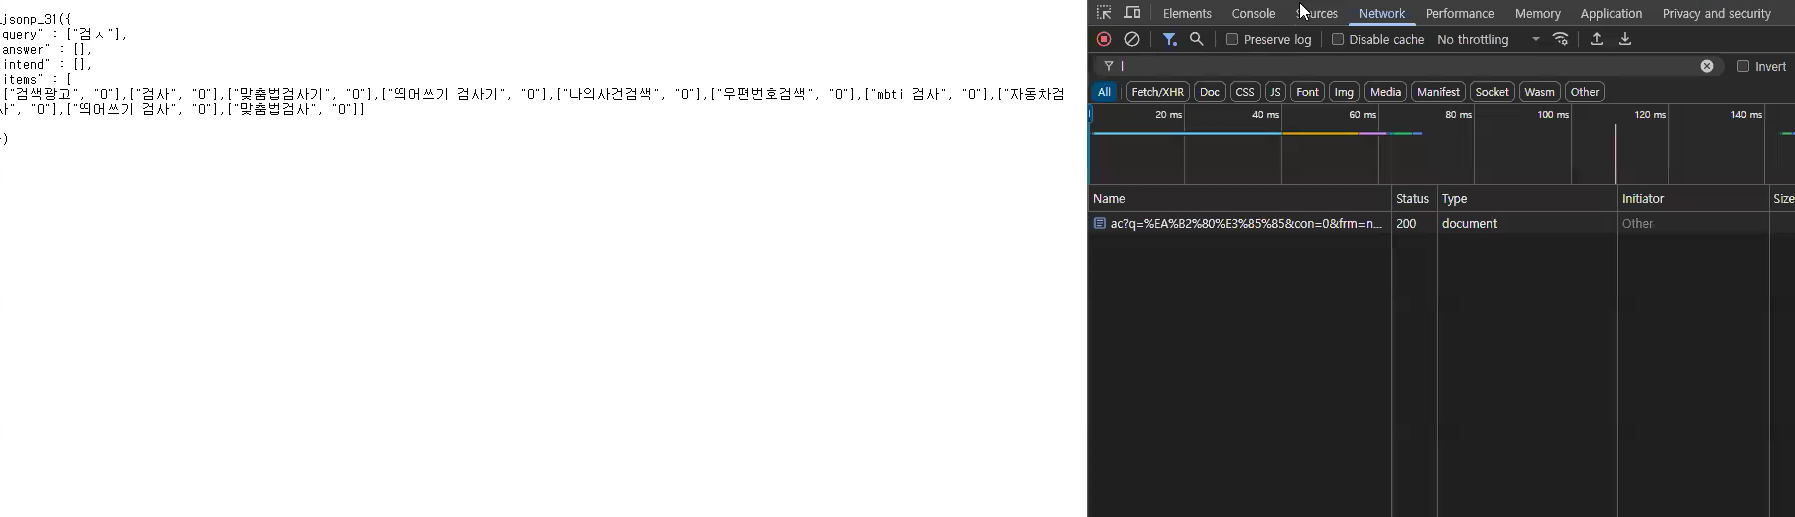 jsonp_31({
query" : ["검ㅅ"],
answer" : [],
intend" : [],
items" : [
["검색광고", "0"],["검사", "0"],["맞춤법검사기", "0"],["띄어쓰기 검사기", "0"],["나의사건검색", "0"],["우편번호검색", "0"],["mbti 검사", "0"],["자동차검
사", "0"],["띄어쓰기 검사", "0"],["맞춤법검사", "0"]]
)
Elements Console Sources Network Performance Memory Application Privacy and security
Preserve log Disable cache No throttling
Invert
All Fetch/XHR Doc CSS JS Font Img Media Manifest Socket Wasm Other
20 ms 40 ms 60 ms 80 ms 100 ms 120 ms 140 ms
Name Status Type Initiator Size
ac?q=%EA%B2%80%E3%85%85&con=0&frm=n... 200 document Other